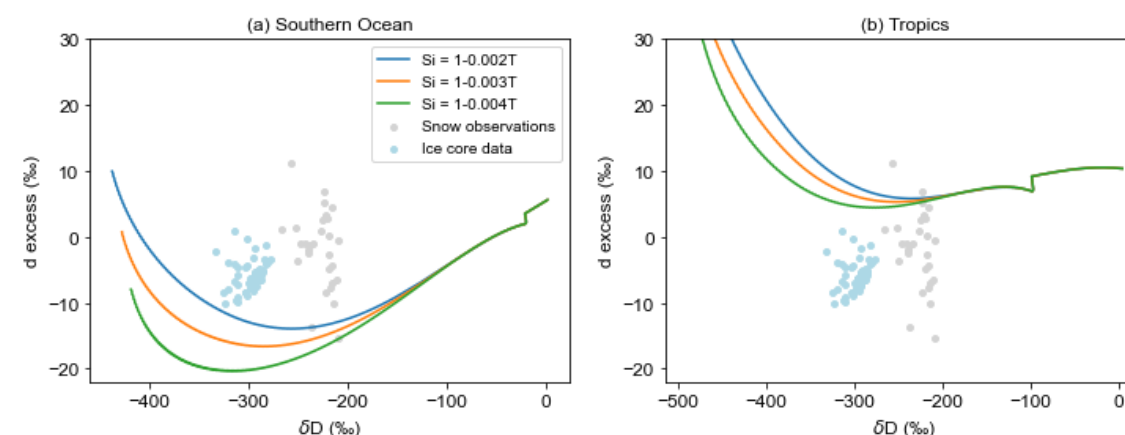 (a) Southern Ocean
30
20
10
0
−10
−20
d excess (‰)
Si = 1-0.002T
Si = 1-0.003T
Si = 1-0.004T
Snow observations
Ice core data
−400
−300
−200
−100
0
δD (‰)
(b) Tropics
30
20
10
0
−10
−20
d excess (‰)
−500
−400
−300
−200
−100
0
δD (‰)